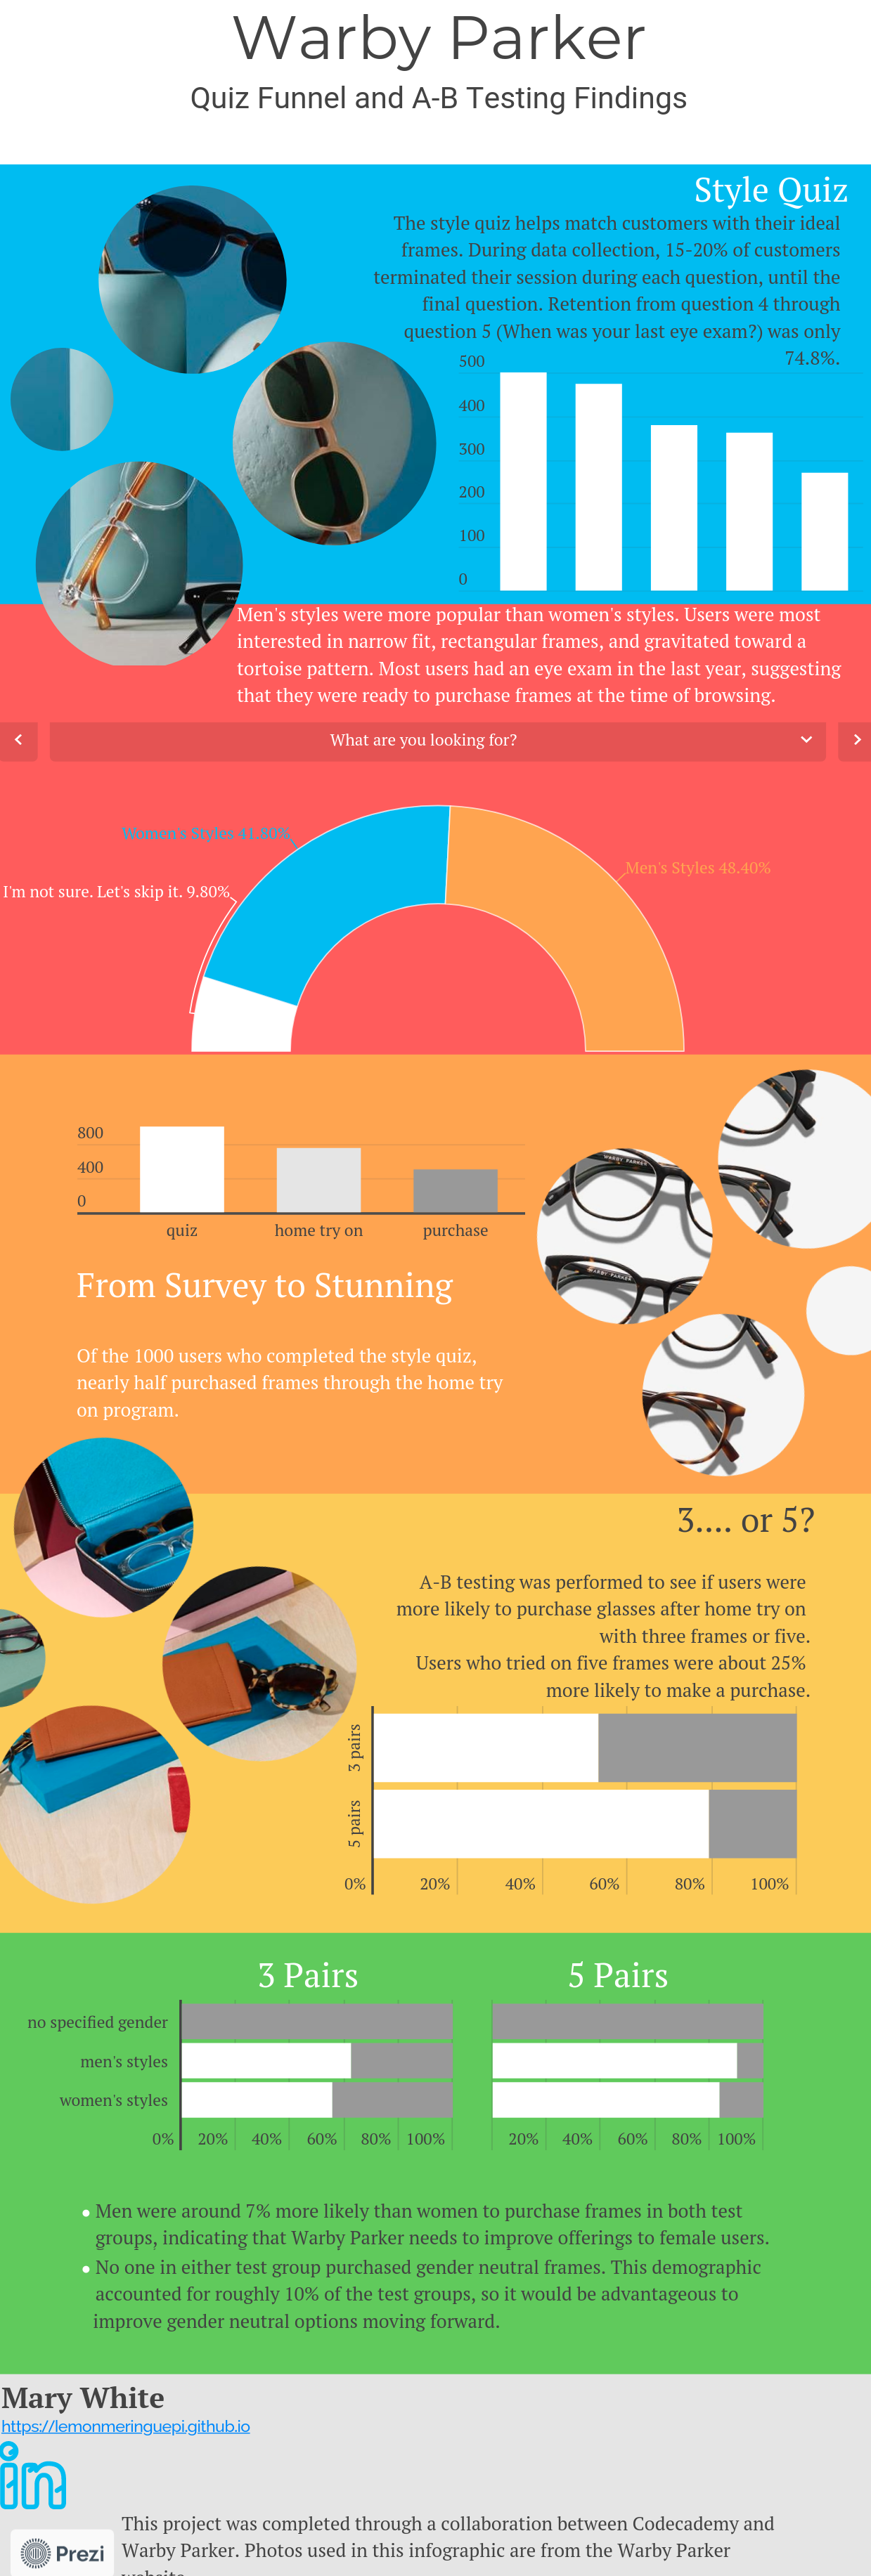 Warby Parker
Quiz Funnel and A-B Testing Findings
Style Quiz
The style quiz helps match customers with their ideal
frames. During data collection, 15-20% of customers
terminated their session during each question, until the
final question. Retention from question 4 through
question 5 (When was your last eye exam?) was only
74.8%.
500
400
300
200
100
0
Men's styles were more popular than women's styles. Users were most
interested in narrow fit, rectangular frames, and gravitated toward a
tortoise pattern. Most users had an eye exam in the last year, suggesting
that they were ready to purchase frames at the time of browsing.
What are you looking for?
Women's Styles 41.80%
Men's Styles 48.40%
I'm not sure. Let's skip it. 9.80%
800
400
0
quiz home try on purchase
WARBY PARKER
WARBY PARKER
From Survey to Stunning
Of the 1000 users who completed the style quiz,
nearly half purchased frames through the home try
on program.
3.... or 5?
A-B testing was performed to see if users were
more likely to purchase glasses after home try on
with three frames or five.
Users who tried on five frames were about 25%
more likely to make a purchase.
3 pairs
5 pairs
0% 20% 40% 60% 80% 100%
3 Pairs 5 Pairs
no specified gender
men's styles
women's styles
0% 20% 40% 60% 80% 100% 20% 40% 60% 80% 100%
Men were around 7% more likely than women to purchase frames in both test
groups, indicating that Warby Parker needs to improve offerings to female users.
No one in either test group purchased gender neutral frames. This demographic
accounted for roughly 10% of the test groups, so it would be advantageous to
improve gender neutral options moving forward.
Mary White
https://lemonmeringuepi.github.io
in
This project was completed through a collaboration between Codecademy and
Prezi
Warby Parker. Photos used in this infographic are from the Warby Parker